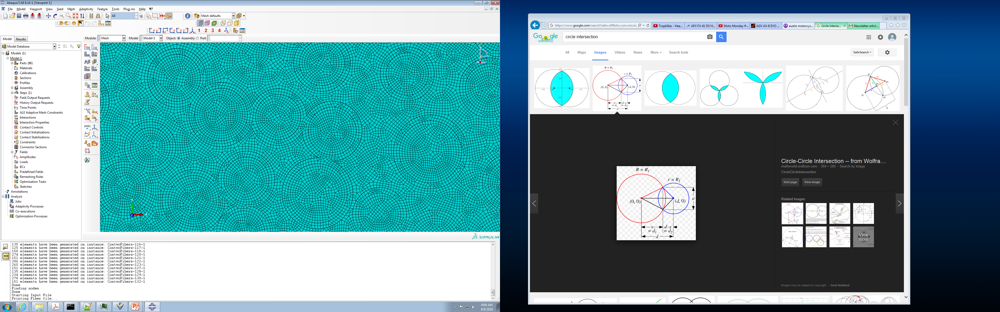 Abaqus/CAE 6.14-1 [Viewport: 1]
File Model Viewport View Seed Mesh Adaptivity Feature Tools Plug-ins Help
All
Mesh defaults
1 2 3 4
Model Results
Module: Mesh Model: Model-1 Object: Assembly Part:
Model Database
Models (1)
Model-1
Parts (96)
Materials
Calibrations
Sections
Profiles
Assembly
Steps (1)
Field Output Requests
History Output Requests
Time Points
ALE Adaptive Mesh Constraints
Interactions
Interaction Properties
Contact Controls
Contact Initializations
Contact Stabilizations
Constraints
Connector Sections
Fields
Amplitudes
Loads
BCs
Predefined Fields
Remeshing Rules
Optimization Tasks
Sketches
Annotations
Analysis
Jobs
Adaptivity Processes
Co-executions
Optimization Processes
(XYZ)
SIMULIA
135 elements have been generated on instance: CoatwoFibers-116-1
125 elements have been generated on instance: CoatwoFibers-117-1
150 elements have been generated on instance: CoatwoFibers-118-1
274 elements have been generated on instance: CoatwoFibers-120-1
151 elements have been generated on instance: CoatwoFibers-121-1
286 elements have been generated on instance: CoatwoFibers-122-1
260 elements have been generated on instance: CoatwoFibers-123-1
151 elements have been generated on instance: CoatwoFibers-127-1
135 elements have been generated on instance: CoatwoFibers-128-1
234 elements have been generated on instance: CoatwoFibers-129-1
278 elements have been generated on instance: CoatwoFibers-130-1
151 elements have been generated on instance: CoatwoFibers-132-1
Done
Finding nodes
Done
Starting Input File
Printing Fiber file...
9:09 AM
8/8/2016
https://www.google.com/search?safe=off&rls=com.micros
Tropkillaz - Hea...
AFX FX-41 DS H...
Moto Monday #...
AGV AX-8 EVO ...
austin motorcyc...
circle interse...
Newsletter articl...
Google
circle intersection
All Maps Images Videos News More Search tools
SafeSearch
R = R1
r = R2
(0, 0)
(d, 0)
a
x
= d1
d-x
= d2
d
R = R1
r = R2
(0, 0)
(d, 0)
a
x
= d1
d-x
= d2
d
Circle-Circle Intersection -- from Wolfra...
mathworld.wolfram.com - 304 × 285 - Search by image
CircleCircleIntersection
Visit page View image
Related images:
View
more
Images may be subject to copyright. - Send feedback